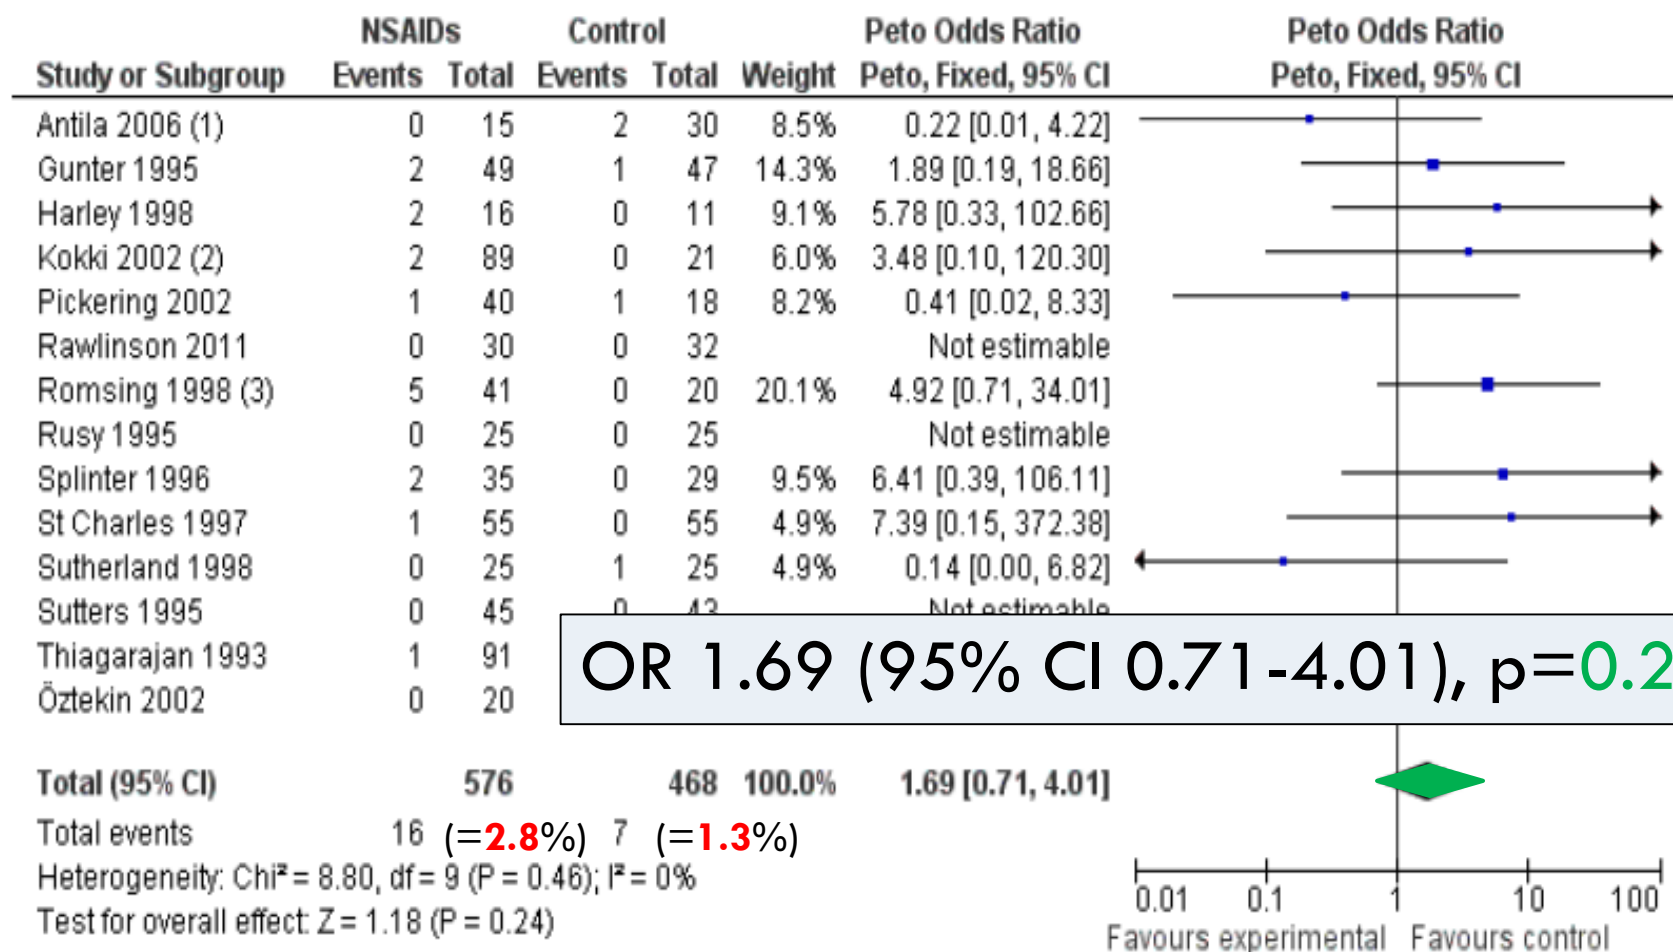 NSAIDs Control Peto Odds Ratio Peto Odds Ratio
Study or Subgroup Events Total Events Total Weight Peto, Fixed, 95% CI Peto, Fixed, 95% CI
Antila 2006 (1) 0 15 2 30 8.5% 0.22 [0.01, 4.22]
Gunter 1995 2 49 1 47 14.3% 1.89 [0.19, 18.66]
Harley 1998 2 16 0 11 9.1% 5.78 [0.33, 102.66]
Kokki 2002 (2) 2 89 0 21 6.0% 3.48 [0.10, 120.30]
Pickering 2002 1 40 1 18 8.2% 0.41 [0.02, 8.33]
Rawlinson 2011 0 30 0 32 Not estimable
Romsing 1998 (3) 5 41 0 20 20.1% 4.92 [0.71, 34.01]
Rusy 1995 0 25 0 25 Not estimable
Splinter 1996 2 35 0 29 9.5% 6.41 [0.39, 106.11]
St Charles 1997 1 55 0 55 4.9% 7.39 [0.15, 372.38]
Sutherland 1998 0 25 1 25 4.9% 0.14 [0.00, 6.82]
Sutters 1995 0 45 0 43 Not estimable
Thiagarajan 1993 1 91
OR 1.69 (95% CI 0.71-4.01), p=0.2
Öztekin 2002 0 20
Total (95% CI) 576 468 100.0% 1.69 [0.71, 4.01]
Total events 16 (=2.8%) 7 (=1.3%)
Heterogeneity: Chi² = 8.80, df = 9 (P = 0.46); I² = 0%
Test for overall effect: Z = 1.18 (P = 0.24)
0.01 0.1 1 10 100
Favours experimental Favours control